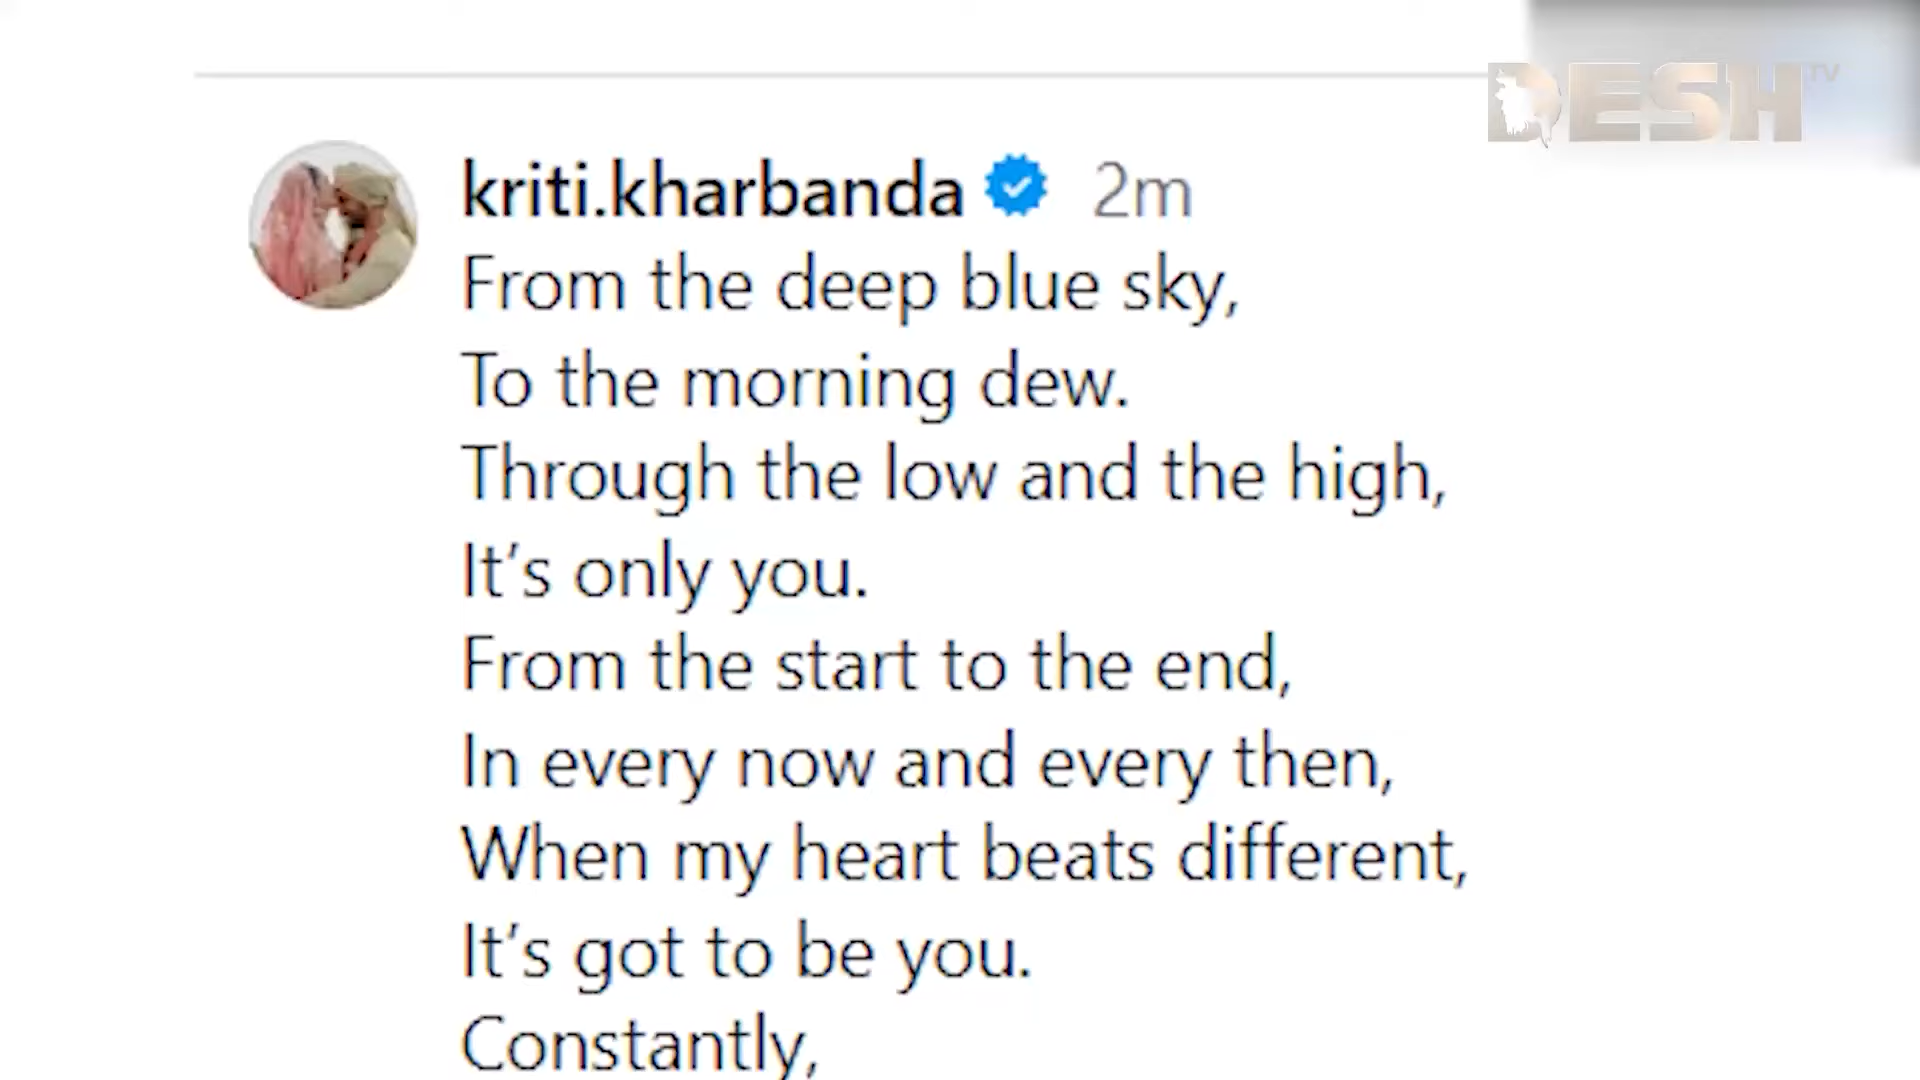 DESH TV
kriti.kharbanda 2m
From the deep blue sky,
To the morning dew.
Through the low and the high,
It’s only you.
From the start to the end,
In every now and every then,
When my heart beats different,
It’s got to be you.
Constantly,